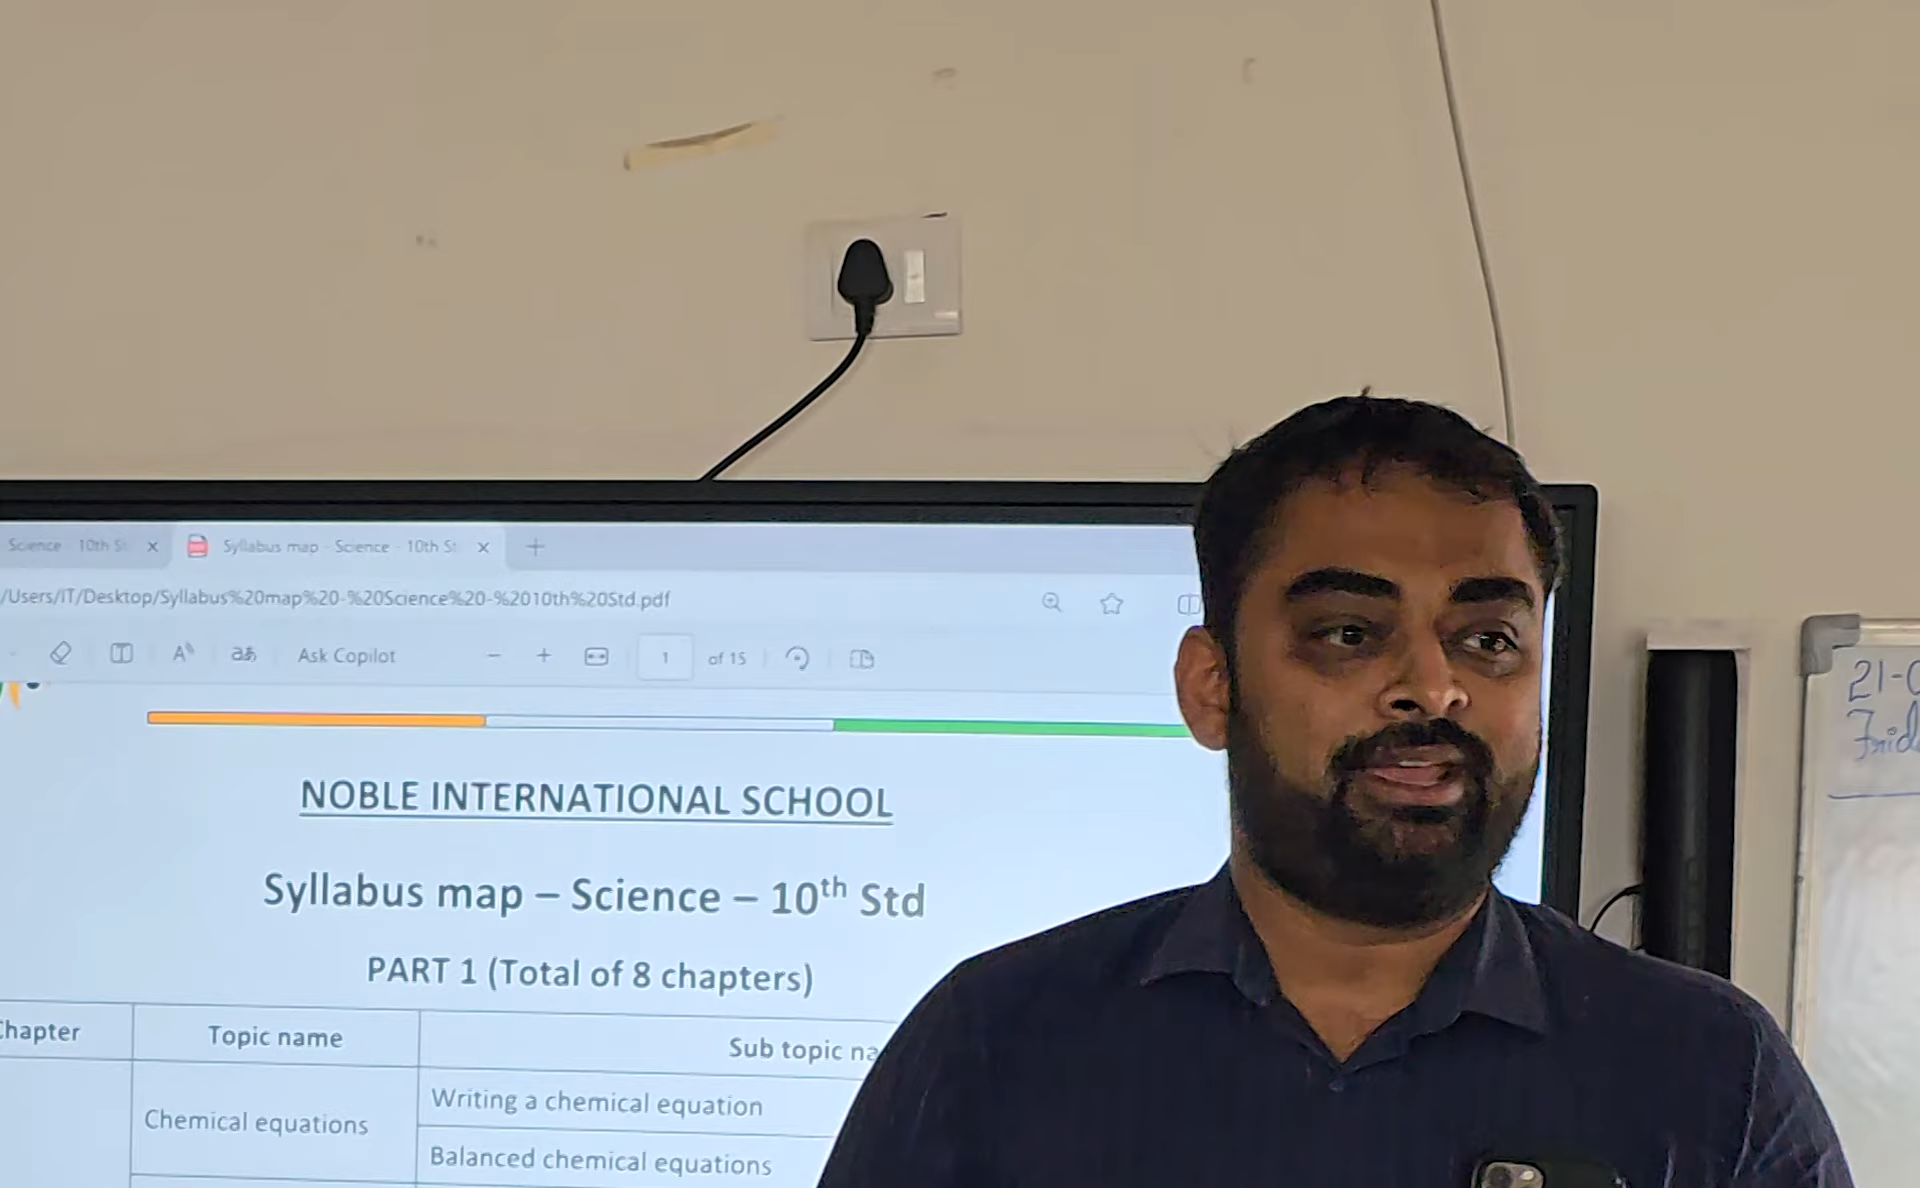 Science 10th St
Syllabus map - Science - 10th St
/Users/IT/Desktop/Syllabus%20map%20-%20Science%20-%2010th%20Std.pdf
Ask Copilot
1 of 15
NOBLE INTERNATIONAL SCHOOL
Syllabus map – Science – 10th Std
PART 1 (Total of 8 chapters)
Chapter Topic name Sub topic na
Chemical equations
Writing a chemical equation
Balanced chemical equations
21-0
Frid